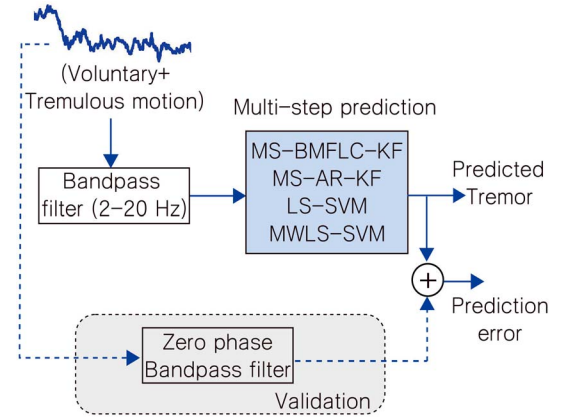 (Voluntary+
Tremulous motion)
Multi-step prediction
MS-BMFLC-KF
MS-AR-KF
LS-SVM
MWLS-SVM
Bandpass
filter (2-20 Hz)
Predicted
Tremor
+
Prediction
error
Zero phase
Bandpass filter
Validation